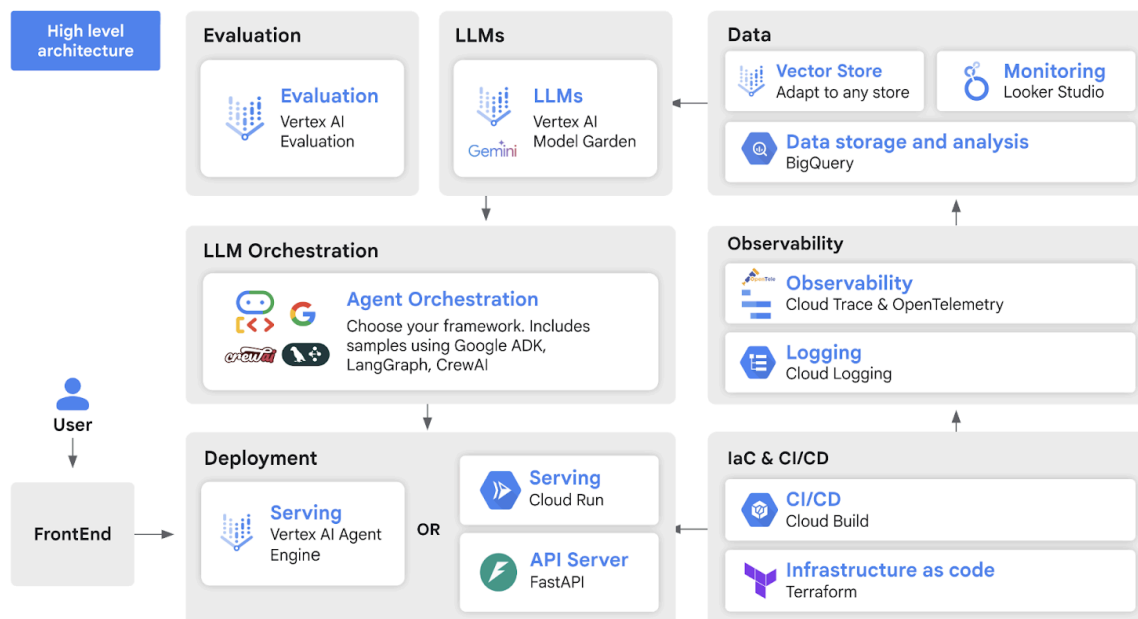 High level
architecture
Evaluation
Evaluation
Vertex AI
Evaluation
LLMs
LLMs
Vertex AI
Model Garden
Gemini
Data
Vector Store
Adapt to any store
Monitoring
Looker Studio
Data storage and analysis
BigQuery
LLM Orchestration
Agent Orchestration
Choose your framework. Includes
samples using Google ADK,
LangGraph, CrewAI
crewai
Observability
OpenTele
Observability
Cloud Trace & OpenTelemetry
Logging
Cloud Logging
User
FrontEnd
Deployment
Serving
Vertex AI Agent
Engine
OR
Serving
Cloud Run
API Server
FastAPI
IaC & CI/CD
CI/CD
Cloud Build
Infrastructure as code
Terraform